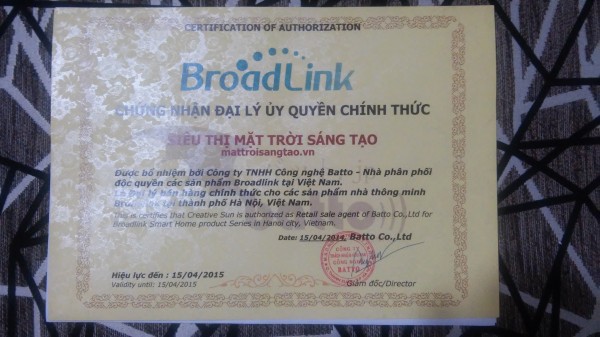 CERTIFICATION OF AUTHORIZATION
BroadLink
CHỨNG NHẬN ĐẠI LÝ ỦY QUYỀN CHÍNH THỨC
SIÊU THỊ MẶT TRỜI SÁNG TẠO
mattroisangtao.vn
Được bổ nhiệm bởi Công ty TNHH Công nghệ Batto - Nhà phân phối
độc quyền các sản phẩm Broadlink tại Việt Nam.
Là Đại lý bán hàng chính thức cho các sản phẩm nhà thông minh
tại thành phố Hà Nội, Việt Nam.
This is certifies that Creative Sun is authorized as Retail sale agent of Batto Co.,Ltd for
Broadlink Smart Home product Series in Hanoi city, Vietnam.
Date: 15/04/2014, Batto Co.,Ltd
CÔNG TY
BATTO
Hiệu lực đến : 15/04/2015
Validity until: 15/04/2015
Giám đốc/Director